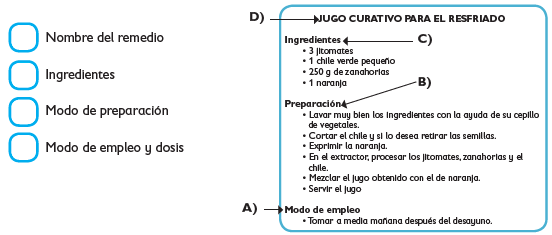 Nombre del remedio
Ingredientes
Modo de preparación
Modo de empleo y dosis
D) JUGO CURATIVO PARA EL RESFRIADO
Ingredientes C)
• 3 jitomates
• 1 chile verde pequeño
• 250 g de zanahorias
• 1 naranja
B)
Preparación
• Lavar muy bien los ingredientes con la ayuda de su cepillo
de vegetales.
• Cortar el chile y si lo desea retirar las semillas.
• Exprimir la naranja.
• En el extractor, procesar los jitomates, zanahorias y el
chile.
• Mezclar el jugo obtenido con el de naranja.
• Servir el jugo
A) Modo de empleo
• Tomar a media mañana después del desayuno.